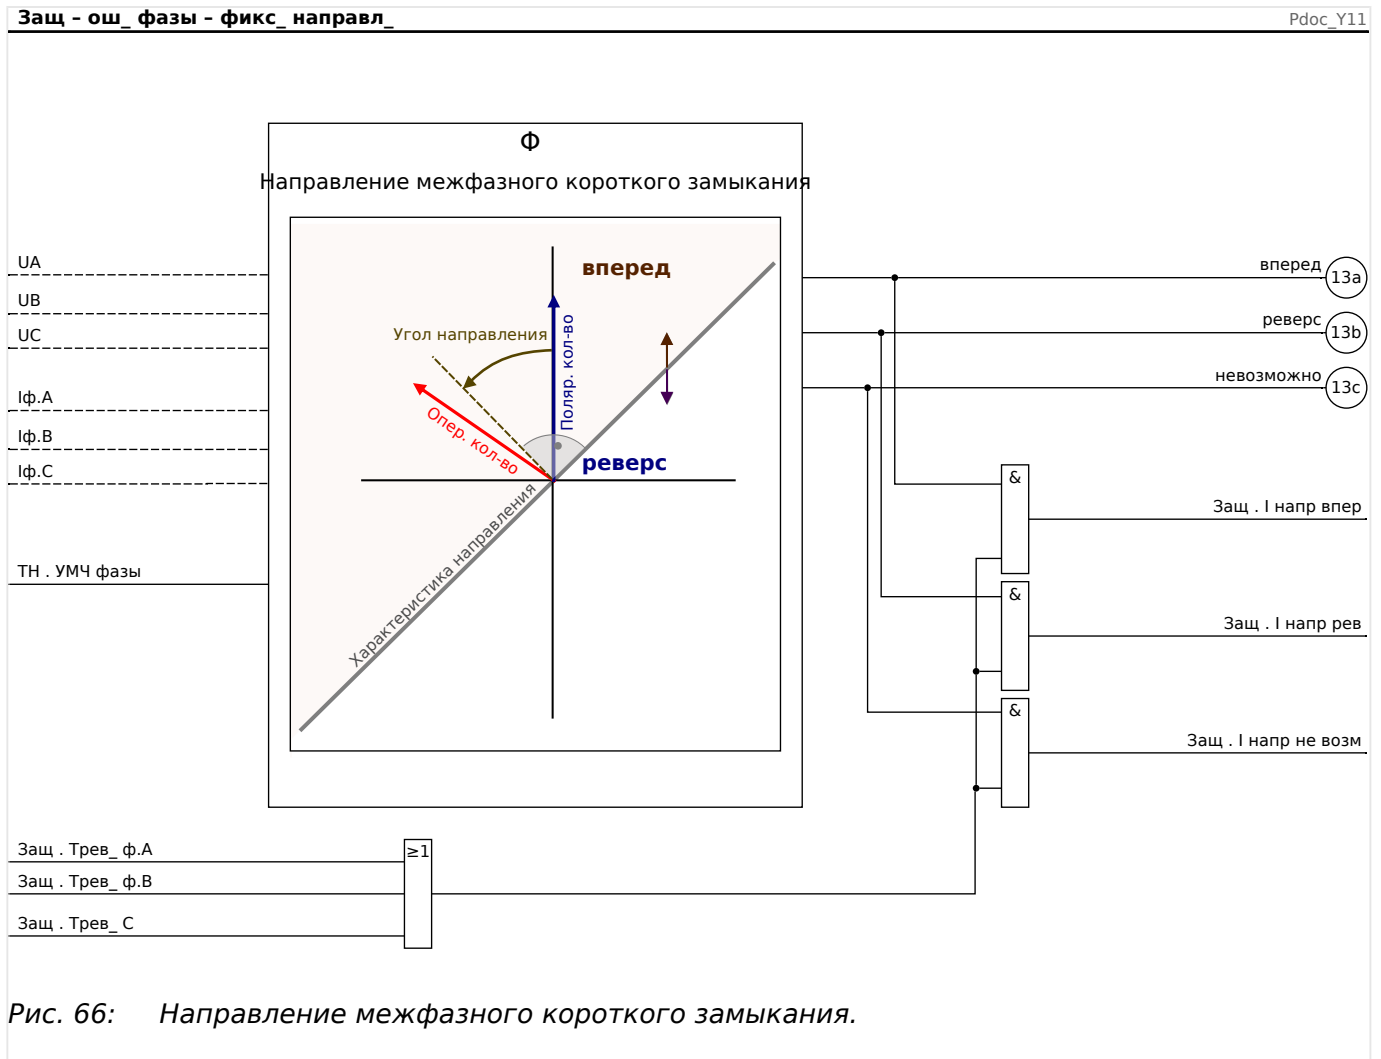 Защ – ош_ фазы – фикс_ направл_
Pdoc_Y11
Ф
Направление межфазного короткого замыкания
UA
UB
UC
Iф.A
Iф.B
Iф.C
ТН . УМЧ фазы
вперед
Угол направления
Поляр. кол-во
Опер. кол-во
реверс
Характеристика направления
вперед
13a
реверс
13b
невозможно
13c
&
Защ . I напр впер
&
Защ . I напр рев
&
Защ . I напр не возм
Защ . Трев_ ф.A
≥1
Защ . Трев_ ф.B
Защ . Трев_ C
Рис. 66: Направление межфазного короткого замыкания.